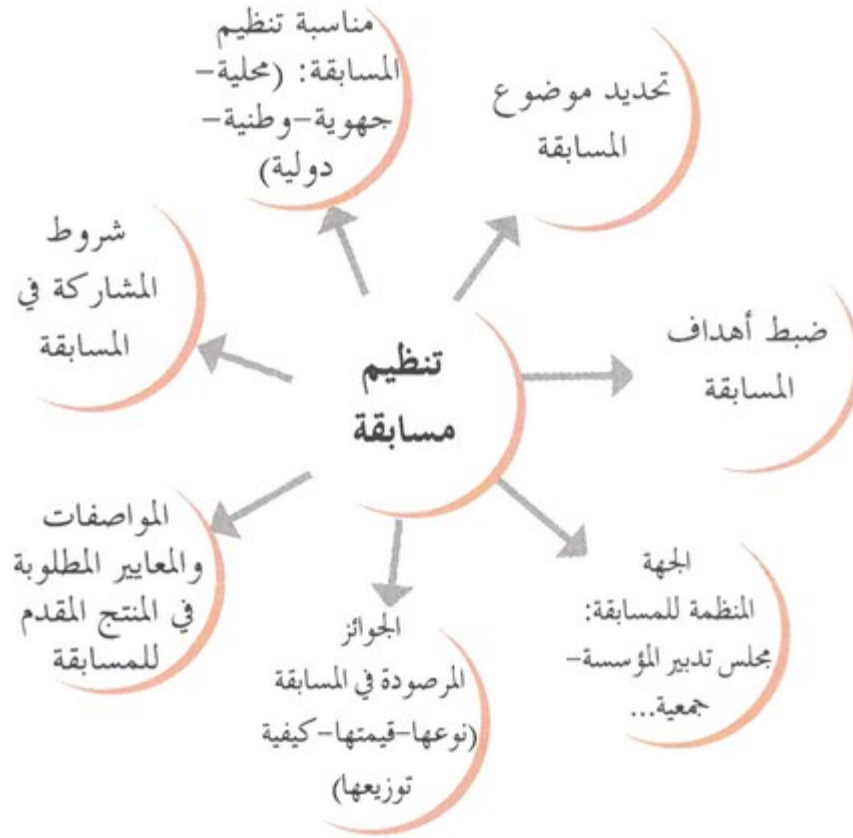 تنظيم
مسابقة
تحديد موضوع
المسابقة
ضبط أهداف
المسابقة
الجهة
المنظمة للمسابقة:
مجلس تدبير المؤسسة-
جمعية...
الجوائز
المرصودة في المسابقة
(نوعها-قيمتها-كيفية
توزيعها)
المواصفات
والمعايير المطلوبة
في المنتج المقدم
للمسابقة
شروط
المشاركة في
المسابقة
مناسبة تنظيم
المسابقة: (محلية-
جهوية-وطنية-
دولية)